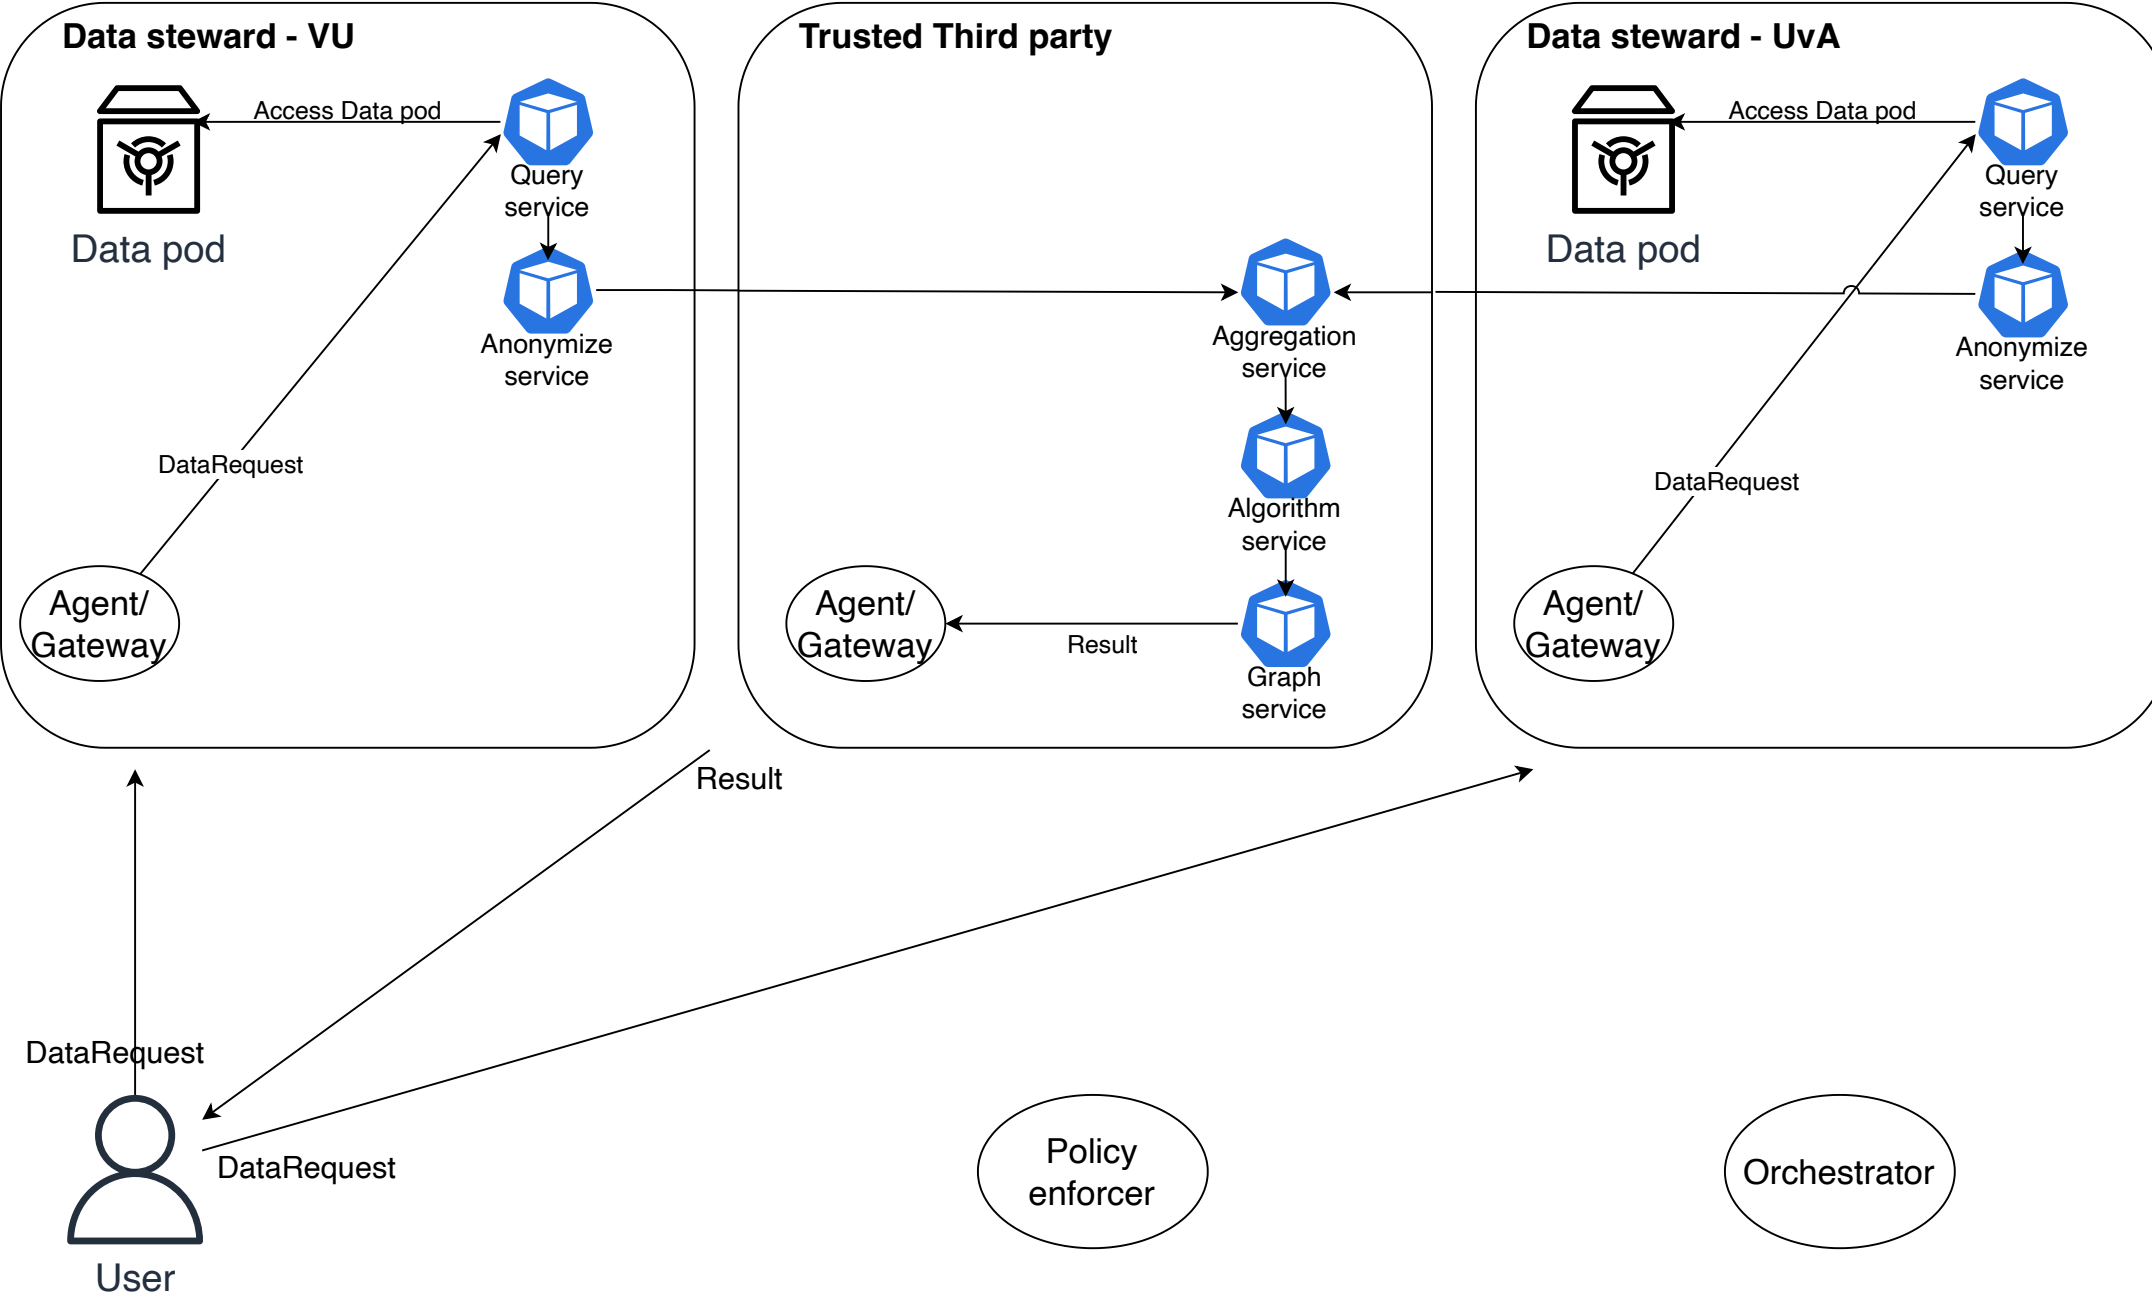 Data steward - VU
Access Data pod
Query
service
Data pod
Anonymize
service
DataRequest
Agent/
Gateway
Trusted Third party
Aggregation
service
Algorithm
service
Agent/
Gateway
Result
Graph
service
Data steward - UvA
Access Data pod
Query
service
Data pod
Anonymize
service
DataRequest
Agent/
Gateway
Result
DataRequest
DataRequest
User
Policy
enforcer
Orchestrator